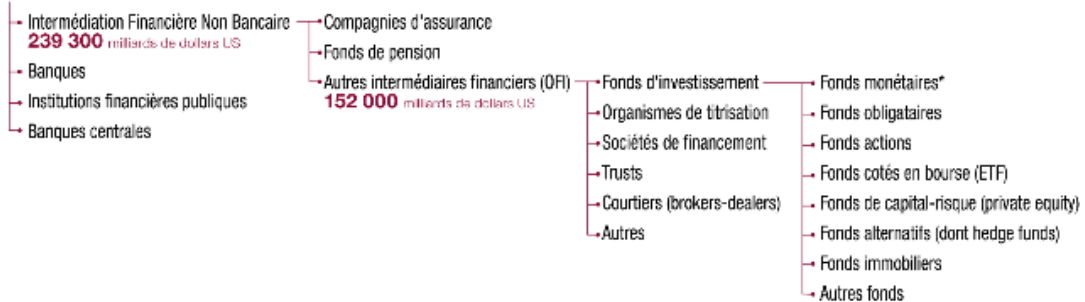 Intermédiation Financière Non Bancaire
239 300 milliards de dollars US
Banques
Institutions financières publiques
Banques centrales
Compagnies d'assurance
Fonds de pension
Autres intermédiaires financiers (OFI)
152 000 milliards de dollars US
Fonds d'investissement
Organismes de titrisation
Sociétés de financement
Trusts
Courtiers (brokers-dealers)
Autres
Fonds monétaires*
Fonds obligataires
Fonds actions
Fonds cotés en bourse (ETF)
Fonds de capital-risque (private equity)
Fonds alternatifs (dont hedge funds)
Fonds immobiliers
Autres fonds